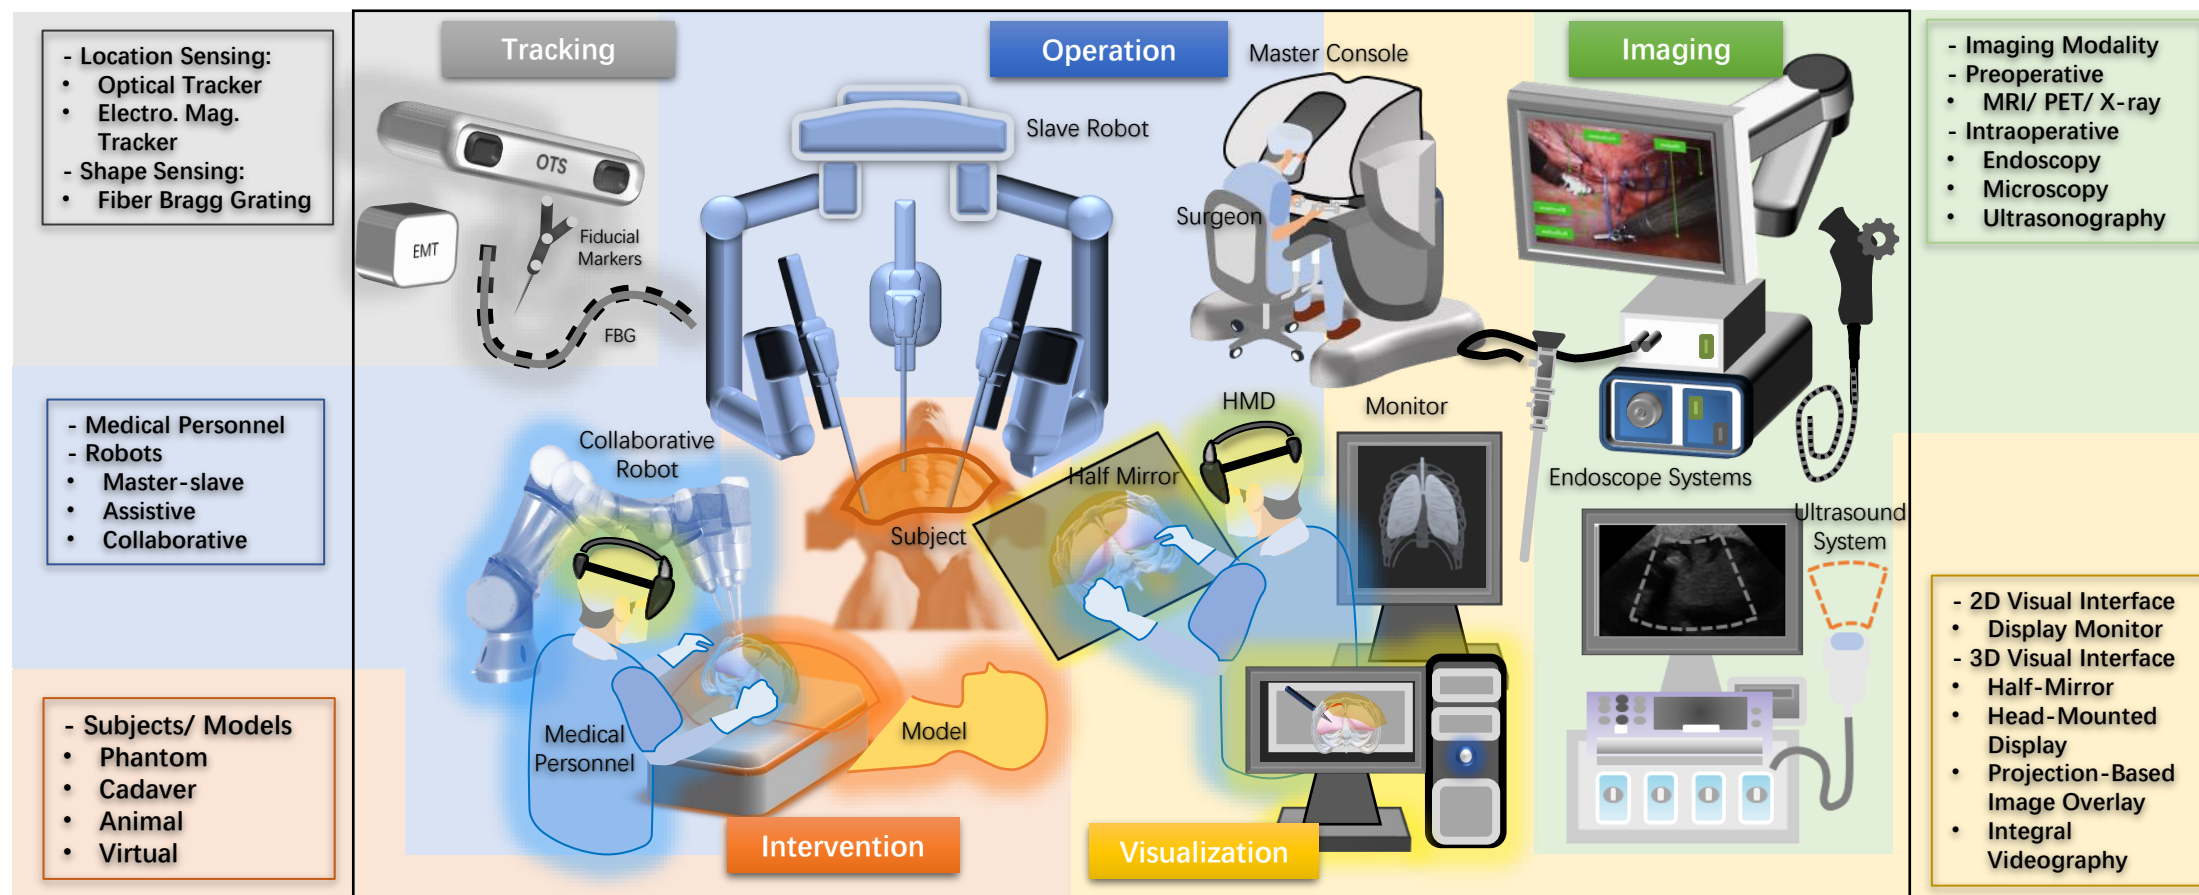 Tracking
Operation
Imaging
- Location Sensing:
• Optical Tracker
• Electro. Mag.
Tracker
- Shape Sensing:
• Fiber Bragg Grating
OTS
EMT
Fiducial
Markers
FBG
Slave Robot
Master Console
Surgeon
- Imaging Modality
- Preoperative
• MRI/ PET/ X-ray
- Intraoperative
• Endoscopy
• Microscopy
• Ultrasonography
- Medical Personnel
- Robots
• Master-slave
• Assistive
• Collaborative
Collaborative
Robot
Subject
HMD
Half Mirror
Monitor
Endoscope Systems
Ultrasound
System
- Subjects/ Models
• Phantom
• Cadaver
• Animal
• Virtual
Medical
Personnel
Model
- 2D Visual Interface
• Display Monitor
- 3D Visual Interface
• Half-Mirror
• Head-Mounted
Display
• Projection-Based
Image Overlay
• Integral
Videography
Intervention
Visualization